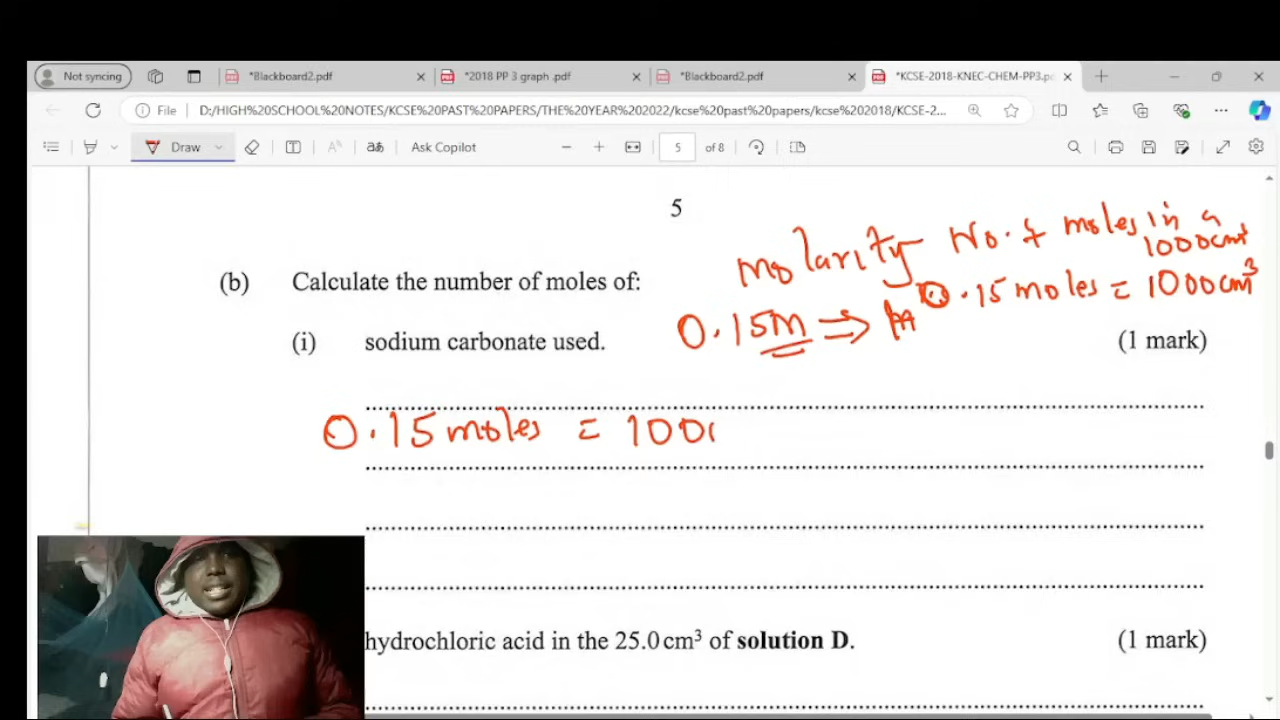 Not syncing
*Blackboard2.pdf
*2018 PP 3 graph .pdf
*Blackboard2.pdf
*KCSE-2018-KNEC-CHEM-PP3.p
File D:/HIGH%20SCHOOL%20NOTES/KCSE%20PAST%20PAPERS/THE%20YEAR%202022/kcse%20past%20papers/kcse%202018/KCSE-2...
Draw
Ask Copilot
5 of 8
5
molarity No. of moles in a
1000cm³
(b) Calculate the number of moles of:
0.15 moles = 1000cm³
0.15M ⇒ M
(i) sodium carbonate used. (1 mark)
0.15 moles = 100
hydrochloric acid in the 25.0 cm³ of solution D. (1 mark)